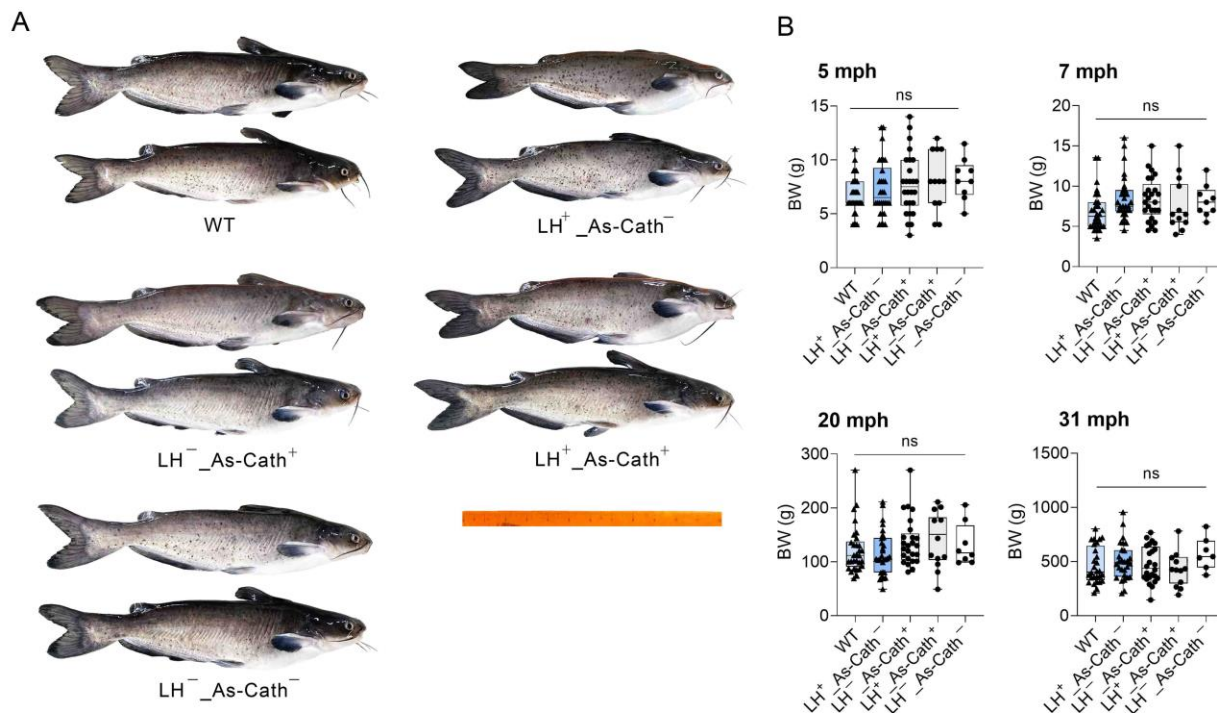 A
WT
LH⁺_As-Cath⁻
LH⁻_As-Cath⁺
LH⁺_As-Cath⁺
LH⁻_As-Cath⁻
B
5 mph
ns
BW (g)
15
10
5
0
WT
LH⁺_As-Cath⁻
LH⁻_As-Cath⁺
LH⁺_As-Cath⁺
LH⁻_As-Cath⁻
7 mph
ns
BW (g)
20
15
10
5
0
WT
LH⁺_As-Cath⁻
LH⁻_As-Cath⁺
LH⁺_As-Cath⁺
LH⁻_As-Cath⁻
20 mph
ns
BW (g)
300
200
100
0
WT
LH⁺_As-Cath⁻
LH⁻_As-Cath⁺
LH⁺_As-Cath⁺
LH⁻_As-Cath⁻
31 mph
ns
BW (g)
1500
1000
500
0
WT
LH⁺_As-Cath⁻
LH⁻_As-Cath⁺
LH⁺_As-Cath⁺
LH⁻_As-Cath⁻